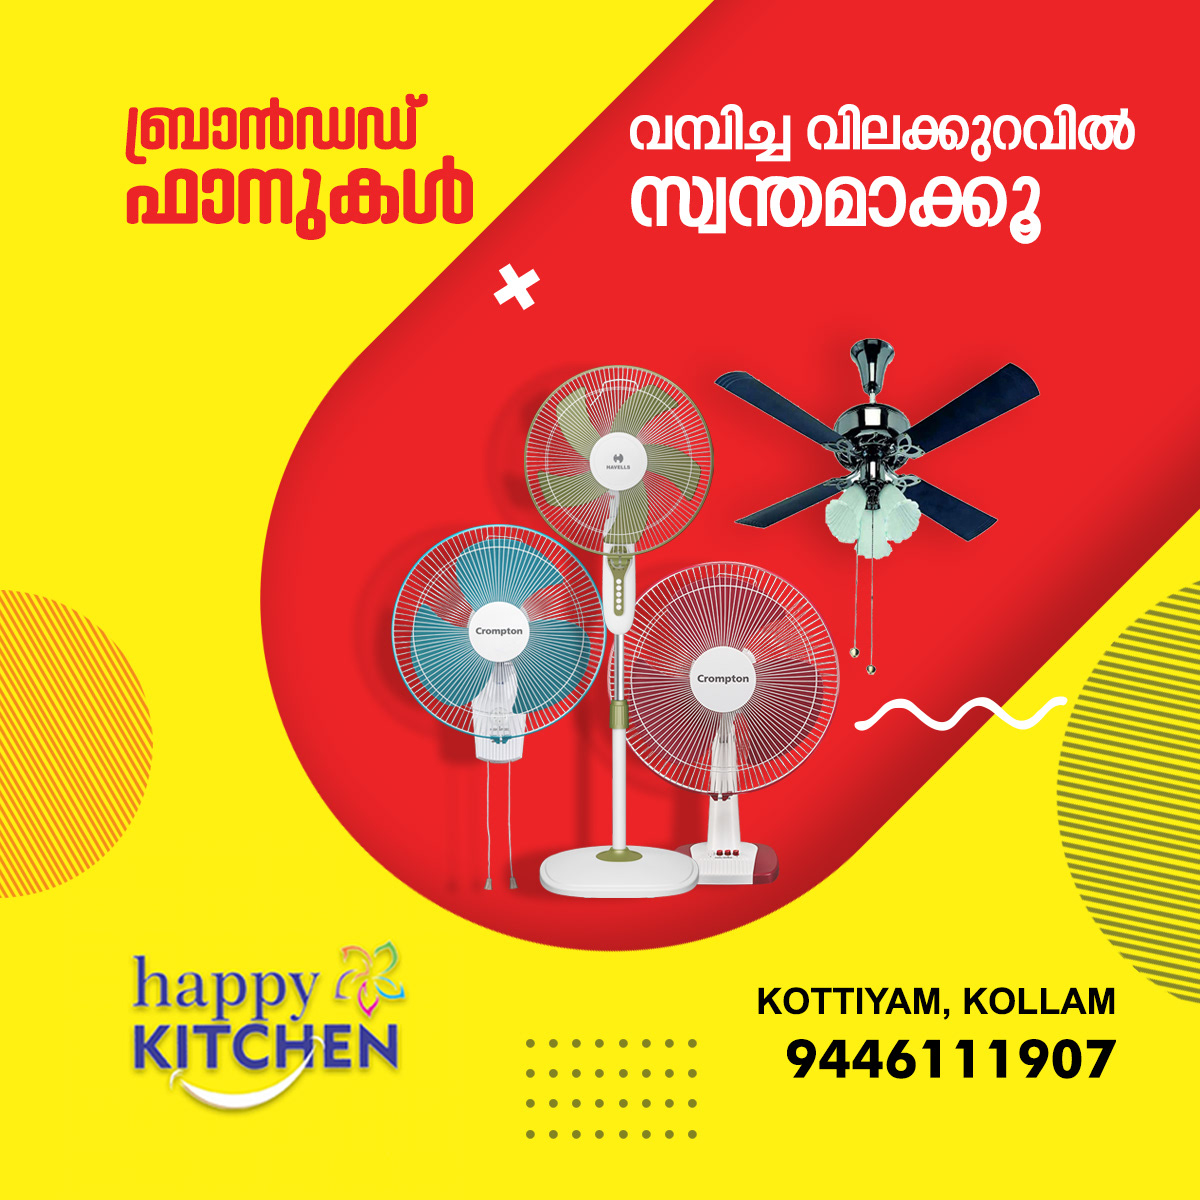 ബ്രാൻഡഡ്
ഫാനുകൾ
വമ്പിച്ച വിലക്കുറവിൽ
സ്വന്തമാക്കൂ
HAVELLS
Crompton
Crompton
happy
KITCHEN
KOTTIYAM, KOLLAM
9446111907